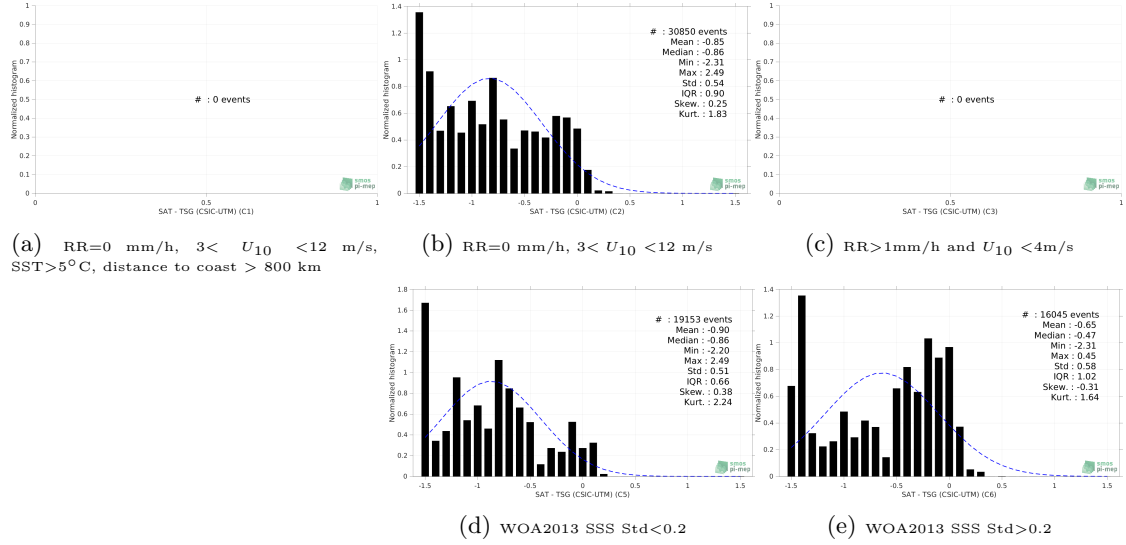 1
0.9
0.8
0.7
0.6
0.5
0.4
0.3
0.2
0.1
0
Normalized histogram
# : 0 events
0 0.5 1
SAT - TSG (CSIC-UTM) (C1)
smos
pi-mep
(a) RR=0 mm/h, 3< U10 <12 m/s,
SST>5°C, distance to coast > 800 km
1.4
1.2
1
0.8
0.6
0.4
0.2
0
Normalized histogram
# : 30850 events
Mean : -0.85
Median : -0.86
Min : -2.31
Max : 2.49
Std : 0.54
IQR : 0.90
Skew. : 0.25
Kurt. : 1.83
-1.5 -1 -0.5 0 0.5 1 1.5
SAT - TSG (CSIC-UTM) (C2)
smos
pi-mep
(b) RR=0 mm/h, 3< U10 <12 m/s
1
0.9
0.8
0.7
0.6
0.5
0.4
0.3
0.2
0.1
0
Normalized histogram
# : 0 events
0 0.5 1
SAT - TSG (CSIC-UTM) (C3)
smos
pi-mep
(c) RR>1mm/h and U10 <4m/s
1.8
1.6
1.4
1.2
1
0.8
0.6
0.4
0.2
0
Normalized histogram
# : 19153 events
Mean : -0.90
Median : -0.86
Min : -2.20
Max : 2.49
Std : 0.51
IQR : 0.66
Skew. : 0.38
Kurt. : 2.24
-1.5 -1 -0.5 0 0.5 1 1.5
SAT - TSG (CSIC-UTM) (C5)
smos
pi-mep
(d) WOA2013 SSS Std<0.2
1.4
1.2
1
0.8
0.6
0.4
0.2
0
Normalized histogram
# : 16045 events
Mean : -0.65
Median : -0.47
Min : -2.31
Max : 0.45
Std : 0.58
IQR : 1.02
Skew. : -0.31
Kurt. : 1.64
-1.5 -1 -0.5 0 0.5 1 1.5
SAT - TSG (CSIC-UTM) (C6)
smos
pi-mep
(e) WOA2013 SSS Std>0.2